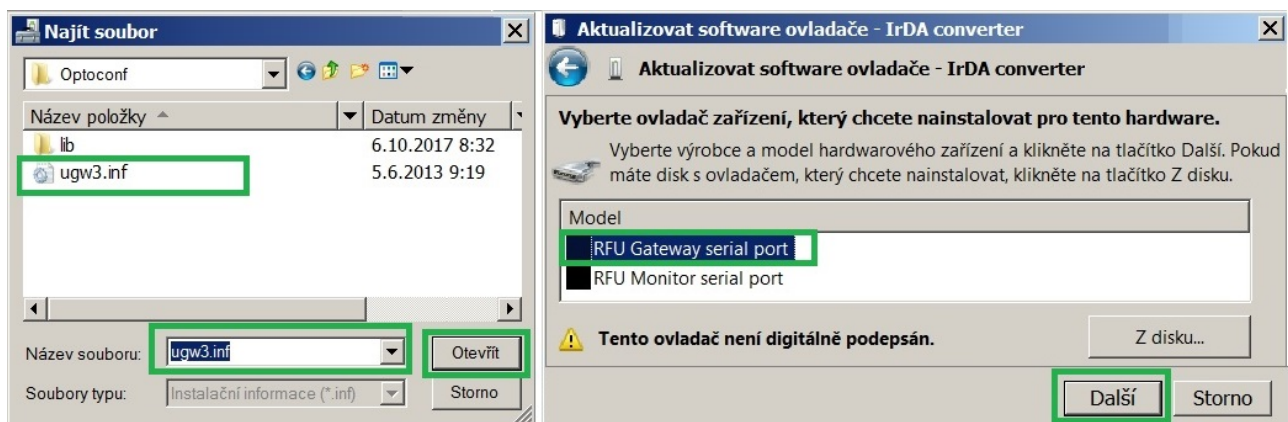 Najít soubor
Optoconf
Název položky
Datum změny
lib
6.10.2017 8:32
ugw3.inf
5.6.2013 9:19
Název souboru:
ugw3.inf
Otevřít
Soubory typu:
Instalační informace (*.inf)
Storno
Aktualizovat software ovladače - IrDA converter
Aktualizovat software ovladače - IrDA converter
Vyberte ovladač zařízení, který chcete nainstalovat pro tento hardware.
Vyberte výrobce a model hardwarového zařízení a klikněte na tlačítko Další. Pokud
máte disk s ovladačem, který chcete nainstalovat, klikněte na tlačítko Z disku.
Model
RFU Gateway serial port
RFU Monitor serial port
Tento ovladač není digitálně podepsán.
Z disku...
Další
Storno